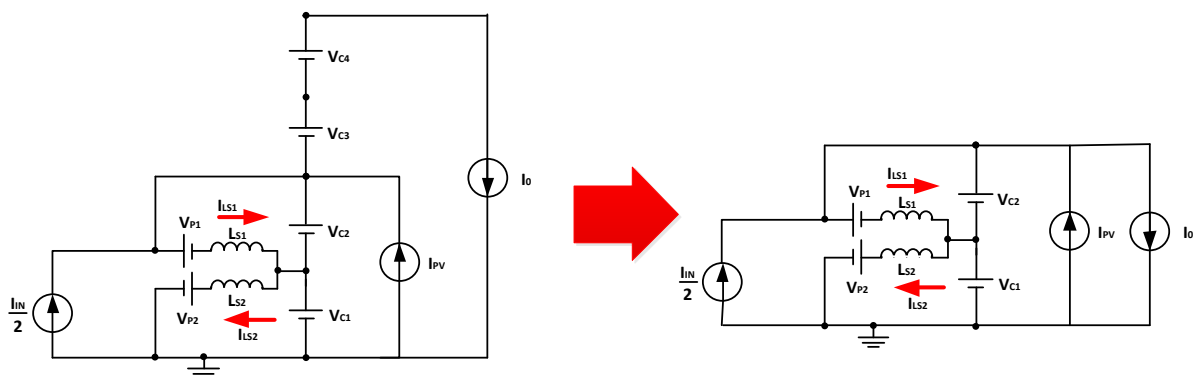 VC4
VC3
I0
ILS1
VP1
LS1
VC2
IPV
IIN
2
LS2
VP2
VC1
ILS2
ILS1
VP1
LS1
VC2
IPV
I0
IIN
2
LS2
VP2
VC1
ILS2